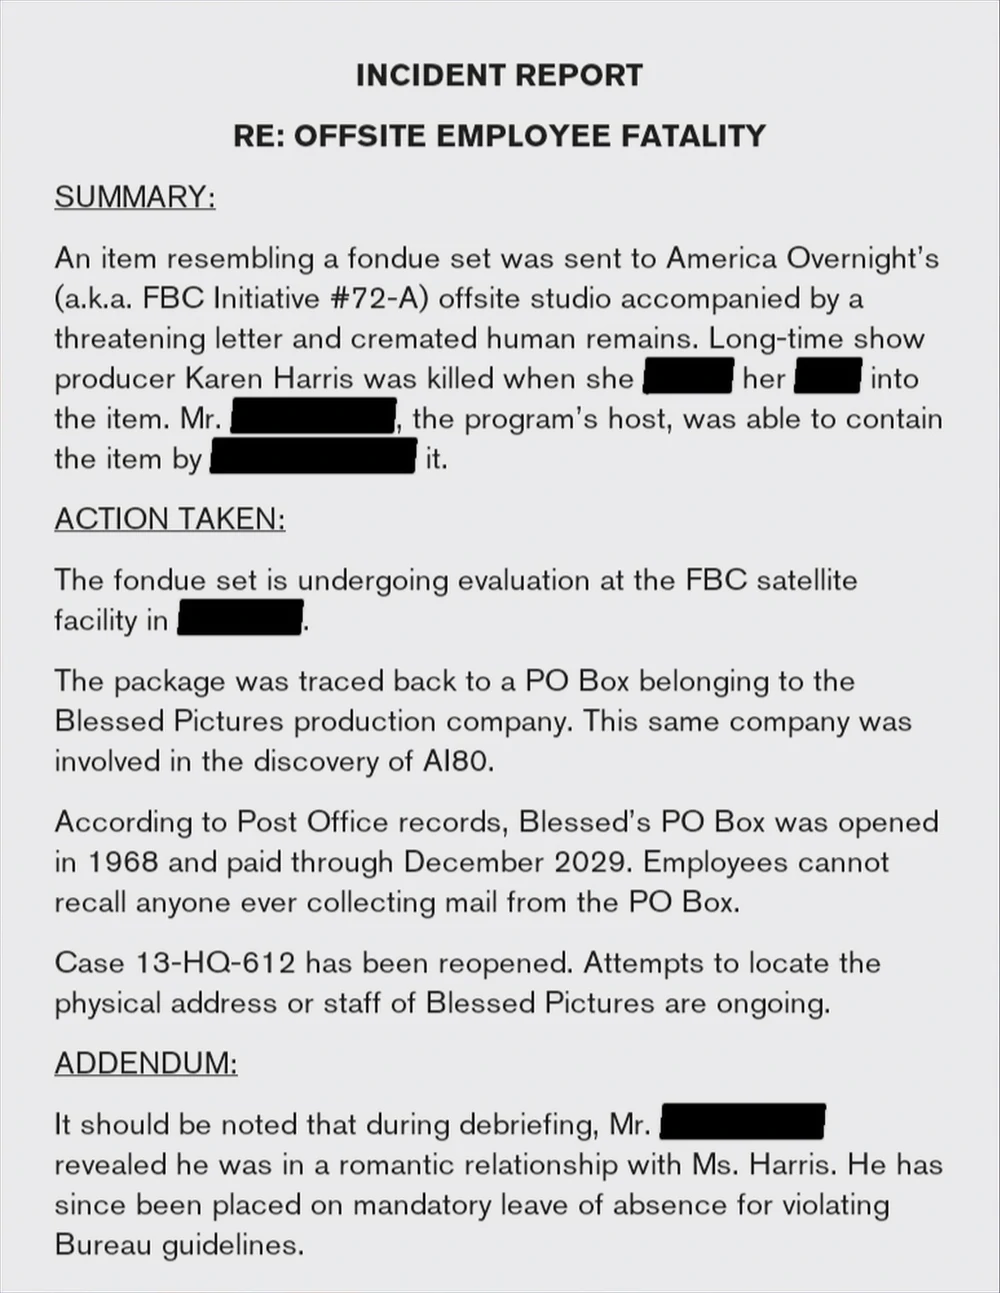 INCIDENT REPORT
RE: OFFSITE EMPLOYEE FATALITY
SUMMARY:
An item resembling a fondue set was sent to America Overnight’s
(a.k.a. FBC Initiative #72-A) offsite studio accompanied by a
threatening letter and cremated human remains. Long-time show
producer Karen Harris was killed when she her into
the item. Mr. , the program’s host, was able to contain
the item by it.
ACTION TAKEN:
The fondue set is undergoing evaluation at the FBC satellite
facility in .
The package was traced back to a PO Box belonging to the
Blessed Pictures production company. This same company was
involved in the discovery of AI80.
According to Post Office records, Blessed’s PO Box was opened
in 1968 and paid through December 2029. Employees cannot
recall anyone ever collecting mail from the PO Box.
Case 13-HQ-612 has been reopened. Attempts to locate the
physical address or staff of Blessed Pictures are ongoing.
ADDENDUM:
It should be noted that during debriefing, Mr.
revealed he was in a romantic relationship with Ms. Harris. He has
since been placed on mandatory leave of absence for violating
Bureau guidelines.